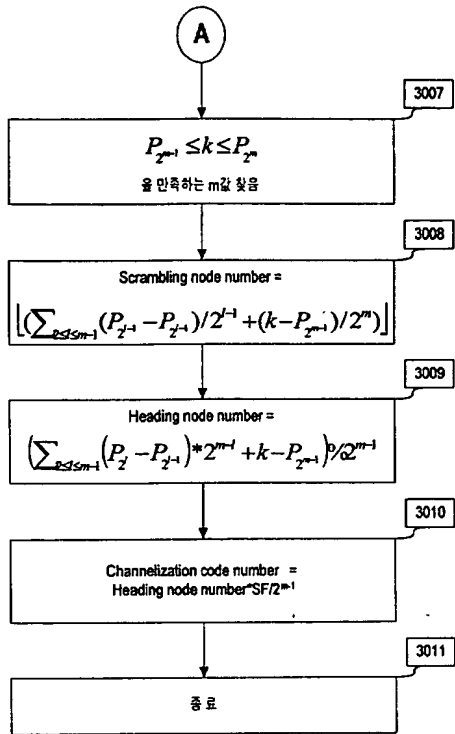 A
3007
P_{2^{m-1}} ≤ k ≤ P_{2^m}
을 만족하는 m값 찾음
3008
Scrambling node number =
⌊(∑_{2≤l≤m-1}(P_{2^{l-1}} - P_{2^{l-1}})/2^{l-1} + (k - P_{2^{m-1}})/2^m)⌋
3009
Heading node number =
(∑_{2≤l≤m-1}(P_{2^l} - P_{2^{l-1}})*2^{m-l} + k - P_{2^{m-1}})%2^{m-1}
3010
Channelization code number =
Heading node number*SF/2^{m-1}
3011
종료